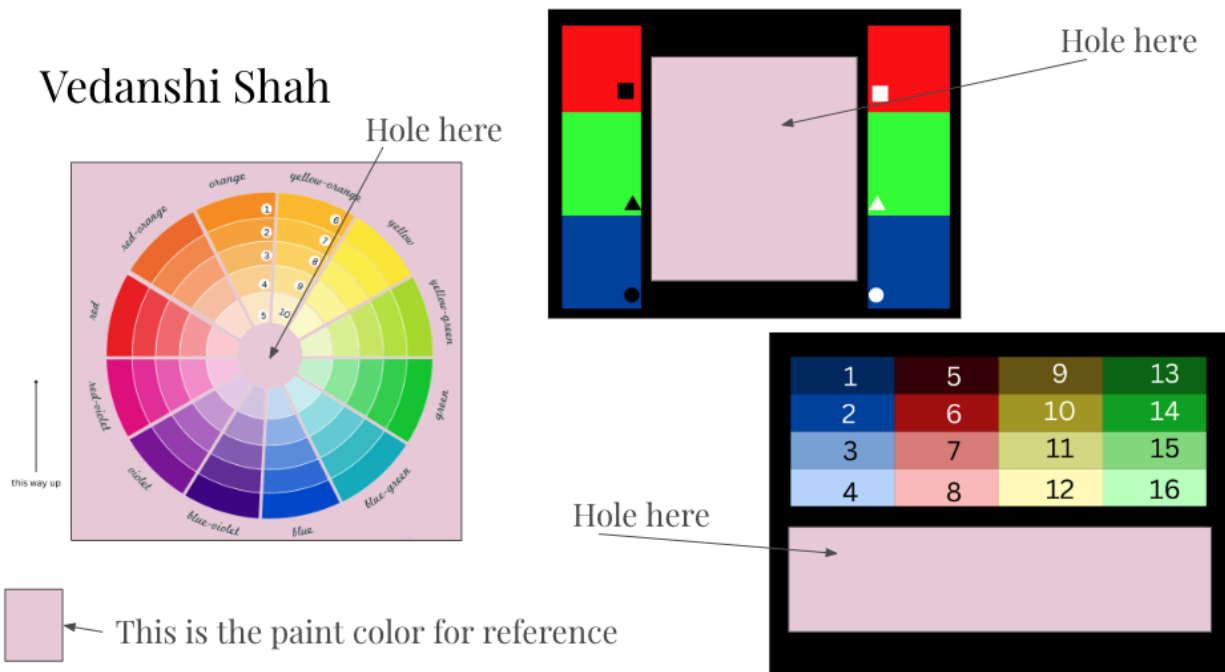 Hole here
Vedanshi Shah
Hole here
orange
yellow-orange
red-orange
yellow
1
6
2
7
3
8
4
9
5
10
red
yellow-green
red-violet
green
violet
blue-green
blue-violet
blue
this way up
1 5 9 13
2 6 10 14
3 7 11 15
4 8 12 16
Hole here
This is the paint color for reference